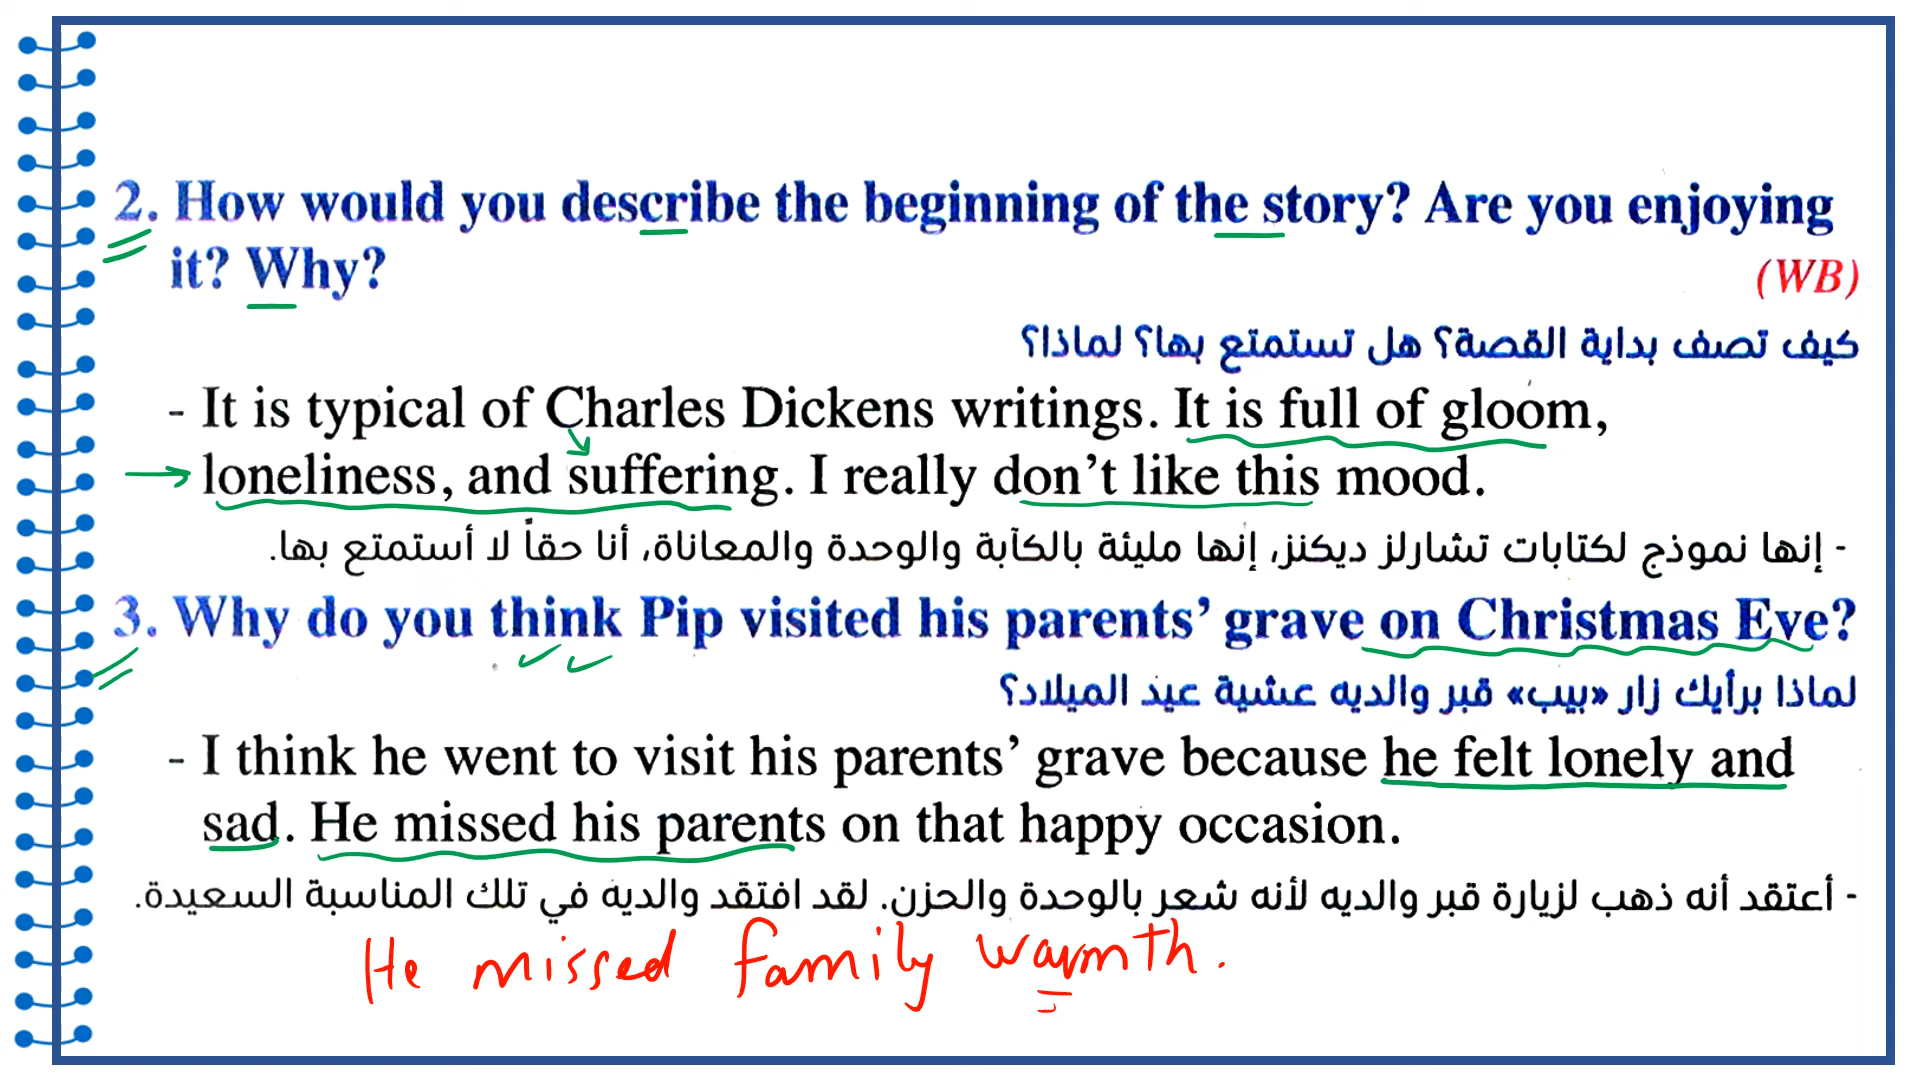 2. How would you describe the beginning of the story? Are you enjoying
it? Why? (WB)
كيف تصف بداية القصة؟ هل تستمتع بها؟ لماذا؟
- It is typical of Charles Dickens writings. It is full of gloom,
loneliness, and suffering. I really don't like this mood.
- إنها نموذج لكتابات تشارلز ديكنز، إنها مليئة بالكآبة والوحدة والمعاناة، أنا حقاً لا أستمتع بها.
3. Why do you think Pip visited his parents' grave on Christmas Eve?
لماذا برأيك زار «بيب» قبر والديه عشية عيد الميلاد؟
- I think he went to visit his parents' grave because he felt lonely and
sad. He missed his parents on that happy occasion.
- أعتقد أنه ذهب لزيارة قبر والديه لأنه شعر بالوحدة والحزن. لقد افتقد والديه في تلك المناسبة السعيدة.
He missed family warmth.